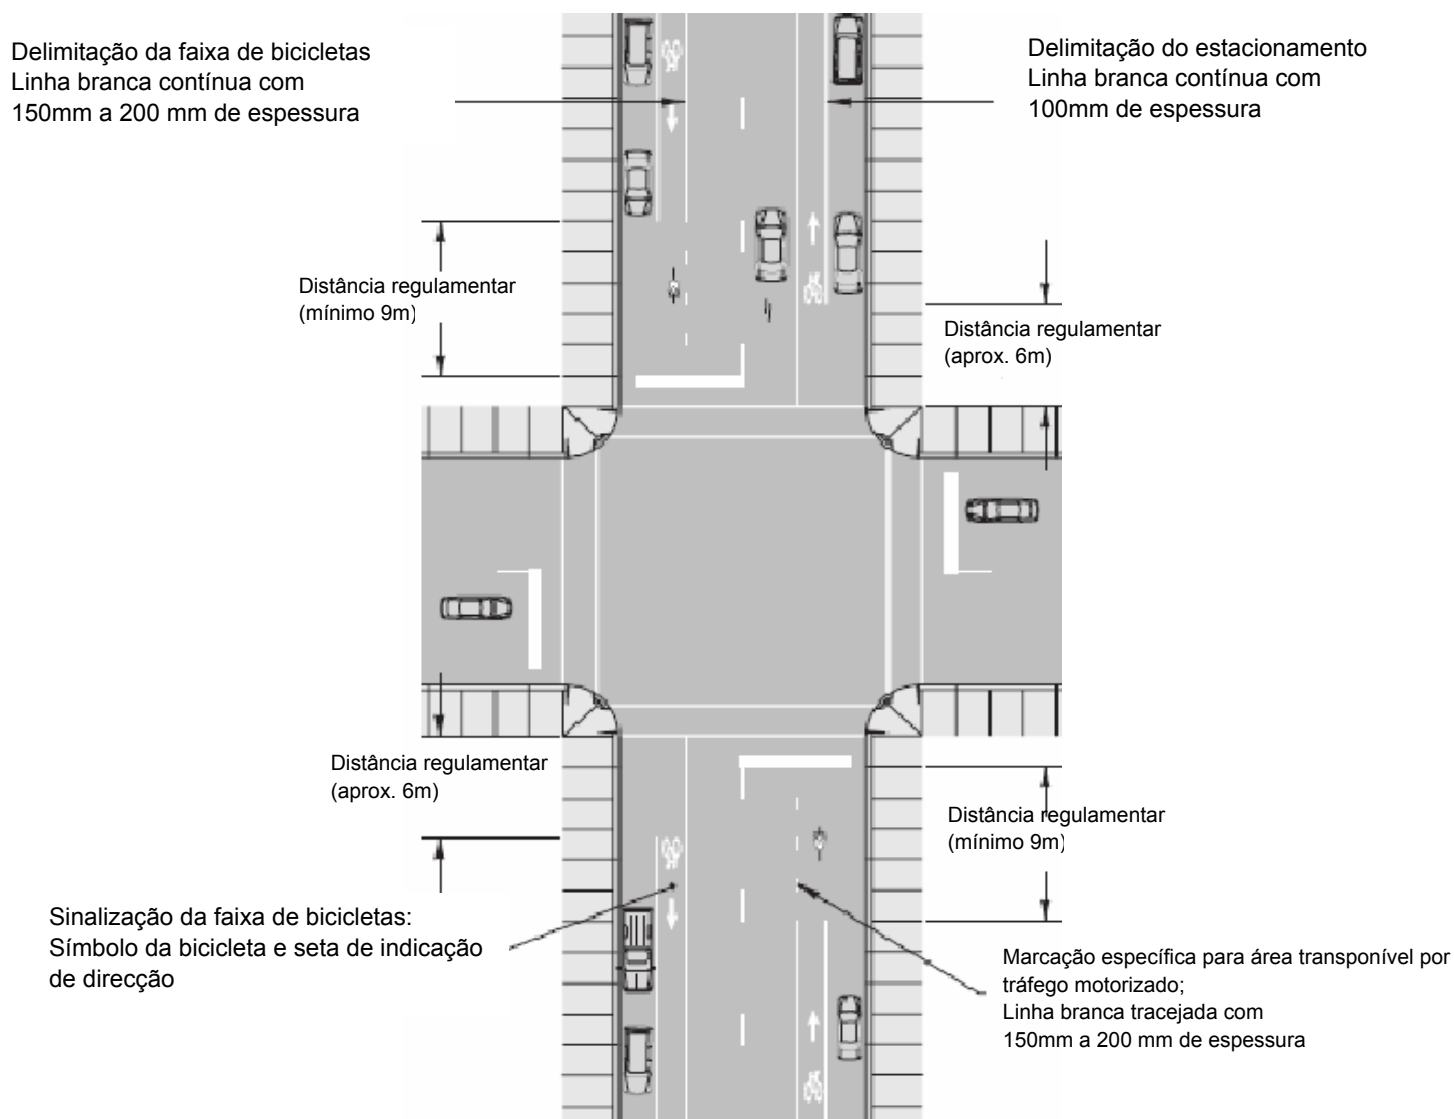 Delimitação da faixa de bicicletas
Linha branca contínua com
150mm a 200 mm de espessura
Delimitação do estacionamento
Linha branca contínua com
100mm de espessura
Distância regulamentar
(mínimo 9m)
Distância regulamentar
(aprox. 6m)
Distância regulamentar
(aprox. 6m)
Distância regulamentar
(mínimo 9m)
Sinalização da faixa de bicicletas:
Símbolo da bicicleta e seta de indicação
de direcção
Marcação específica para área transponível por
tráfego motorizado;
Linha branca tracejada com
150mm a 200 mm de espessura